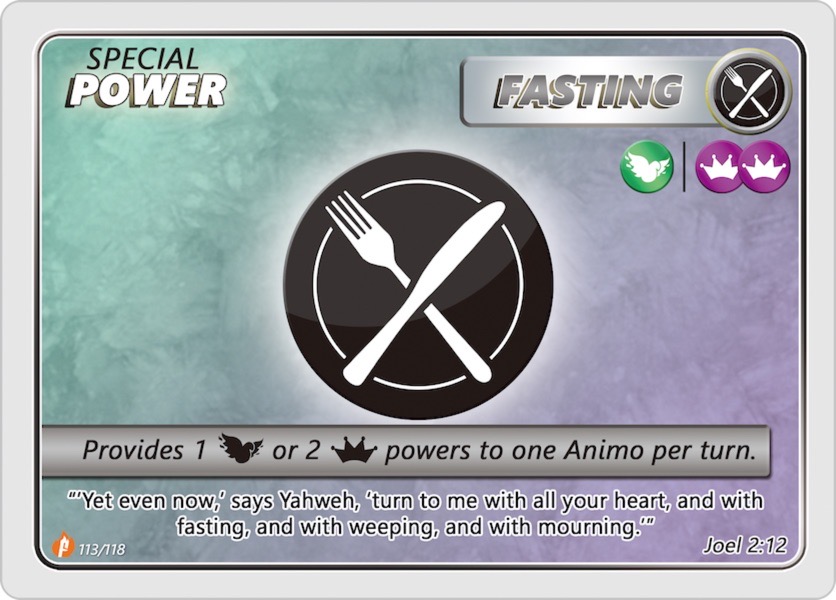 SPECIAL
POWER
FASTING
Provides 1 or 2 powers to one Animo per turn.
"'Yet even now,' says Yahweh, 'turn to me with all your heart, and with
fasting, and with weeping, and with mourning.'"
113/118
Joel 2:12